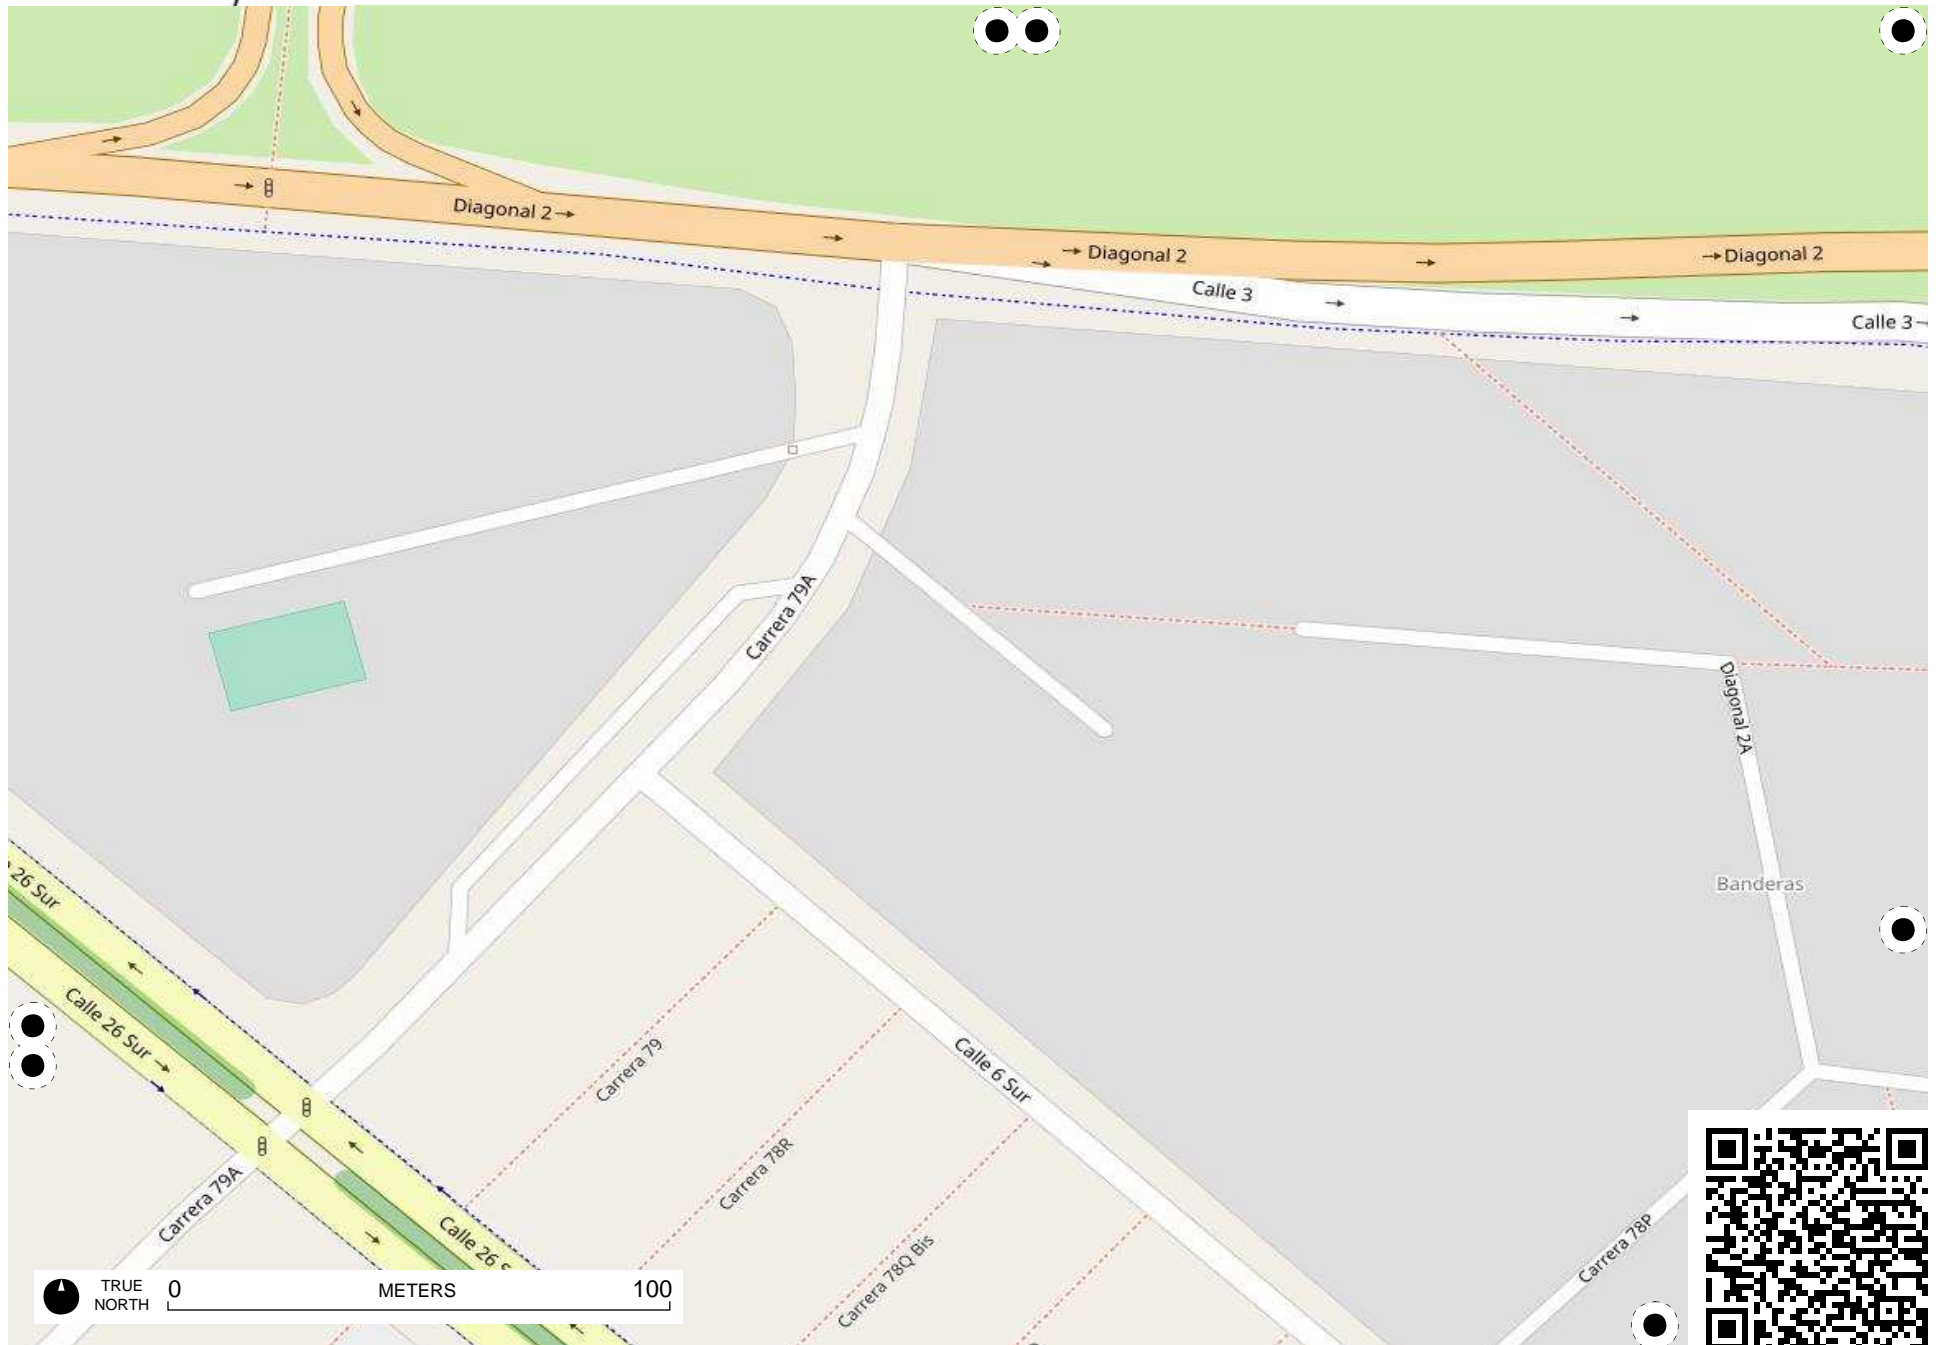 Diagonal 2
Diagonal 2
Diagonal 2
Calle 3
Calle 3
Carrera 79A
Diagonal 2A
26 Sur
Banderas
Calle 26 Sur
Carrera 79
Calle 6 Sur
Carrera 78R
Carrera 79A
Calle 26 S
Carrera 78Q Bis
Carrera 78P
TRUE
NORTH
0
METERS
100